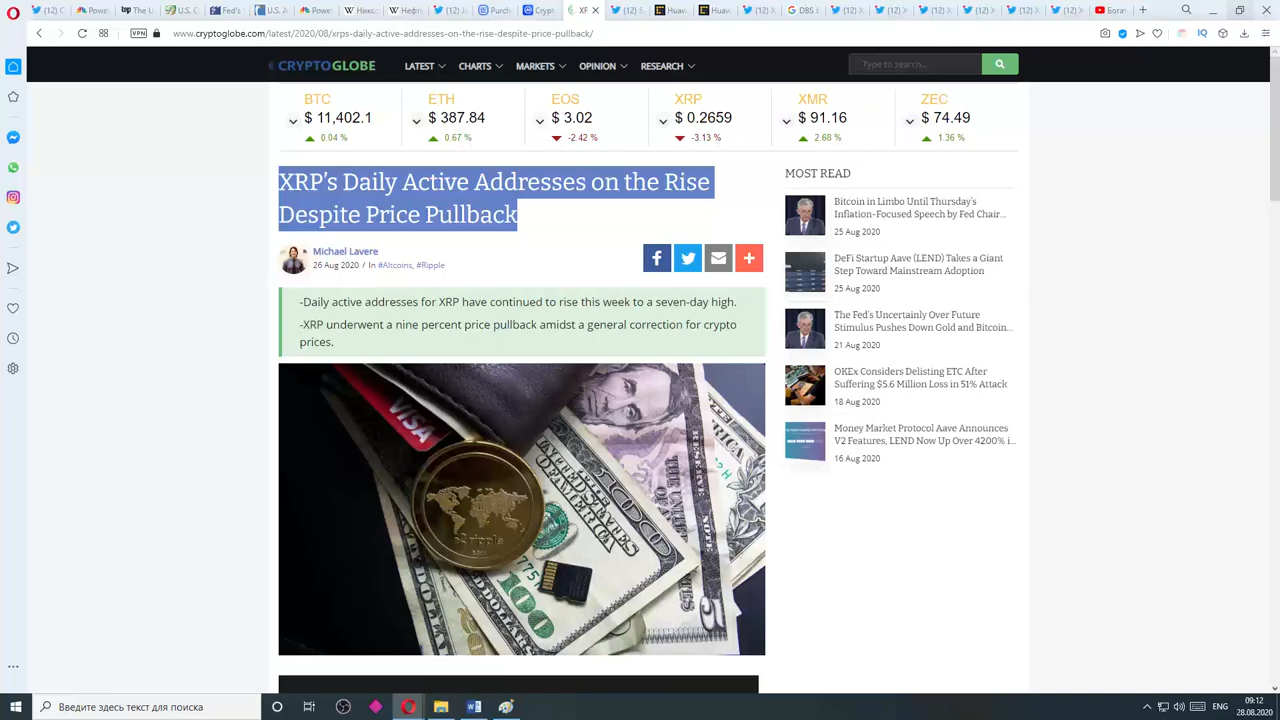 VPN
www.cryptoglobe.com/latest/2020/08/xrps-daily-active-addresses-on-the-rise-despite-price-pullback/
CRYPTOGLOBE
LATEST CHARTS MARKETS OPINION RESEARCH
Type to search...
BTC
$ 11,402.1
0.04 %
ETH
$ 387.84
0.67 %
EOS
$ 3.02
-2.42 %
XRP
$ 0.2659
-3.13 %
XMR
$ 91.16
2.68 %
ZEC
$ 74.49
1.36 %
XRP's Daily Active Addresses on the Rise
Despite Price Pullback
Michael Lavere
26 Aug 2020 / In #Altcoins, #Ripple
-Daily active addresses for XRP have continued to rise this week to a seven-day high.
-XRP underwent a nine percent price pullback amidst a general correction for crypto
prices.
VISA
THE UNITED STATES
OF AMERICA
ripple
100
MOST READ
Bitcoin in Limbo Until Thursday's
Inflation-Focused Speech by Fed Chair...
25 Aug 2020
DeFi Startup Aave (LEND) Takes a Giant
Step Toward Mainstream Adoption
25 Aug 2020
The Fed's Uncertainly Over Future
Stimulus Pushes Down Gold and Bitcoin...
21 Aug 2020
OKEx Considers Delisting ETC After
Suffering $5.6 Million Loss in 51% Attack
18 Aug 2020
Money Market Protocol Aave Announces
V2 Features, LEND Now Up Over 4200% i...
16 Aug 2020
Введите здесь текст для поиска
ENG
09:12
28.08.2020